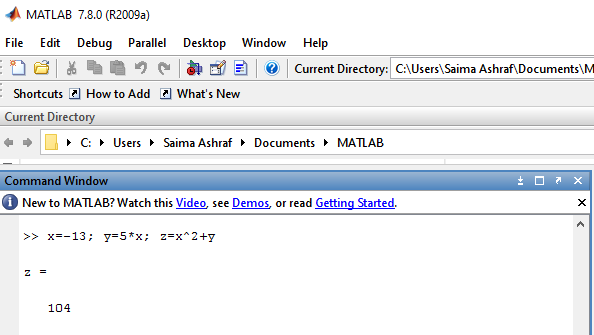 MATLAB 7.8.0 (R2009a)
File Edit Debug Parallel Desktop Window Help
Current Directory: C:\Users\Saima Ashraf\Documents\M
Shortcuts How to Add What's New
Current Directory
C: Users Saima Ashraf Documents MATLAB
Command Window
New to MATLAB? Watch this Video, see Demos, or read Getting Started.
>> x=-13; y=5*x; z=x^2+y
z =
104